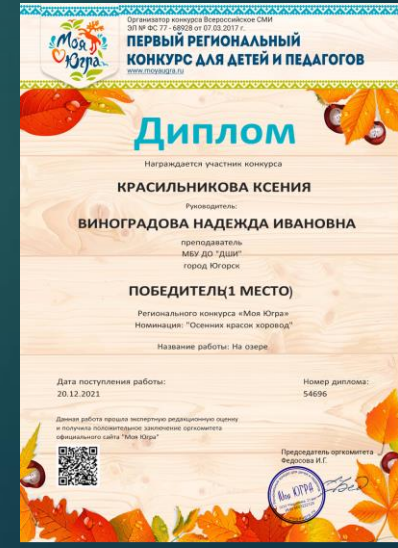 Моя Югра
Организатор конкурса Всероссийское СМИ
ЭЛ № ФС 77 - 68928 от 07.03.2017 г.
ПЕРВЫЙ РЕГИОНАЛЬНЫЙ
КОНКУРС ДЛЯ ДЕТЕЙ И ПЕДАГОГОВ
www.moyaugra.ru
Диплом
Награждается участник конкурса
КРАСИЛЬНИКОВА КСЕНИЯ
Руководитель:
ВИНОГРАДОВА НАДЕЖДА ИВАНОВНА
преподаватель
МБУ ДО "ДШИ"
город Югорск
ПОБЕДИТЕЛЬ(1 МЕСТО)
Регионального конкурса «Моя Югра»
Номинация: "Осенних красок хоровод"
Название работы: На озере
Дата поступления работы:
20.12.2021
Номер диплома:
54696
Данная работа прошла экспертную редакционную оценку
и получила положительное заключение оргкомитета
официального сайта "Моя Югра"
Председатель оргкомитета
Федосова И.Г.
Моя ЮГРА